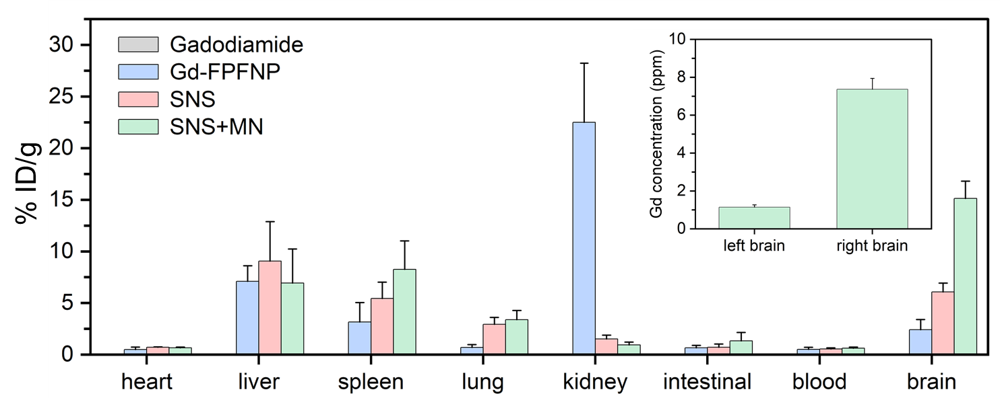 30
25
20
15
10
5
0
% ID/g
Gadodiamide
Gd-FPFNP
SNS
SNS+MN
10
8
6
4
2
0
Gd concentration (ppm)
left brain
right brain
heart
liver
spleen
lung
kidney
intestinal
blood
brain